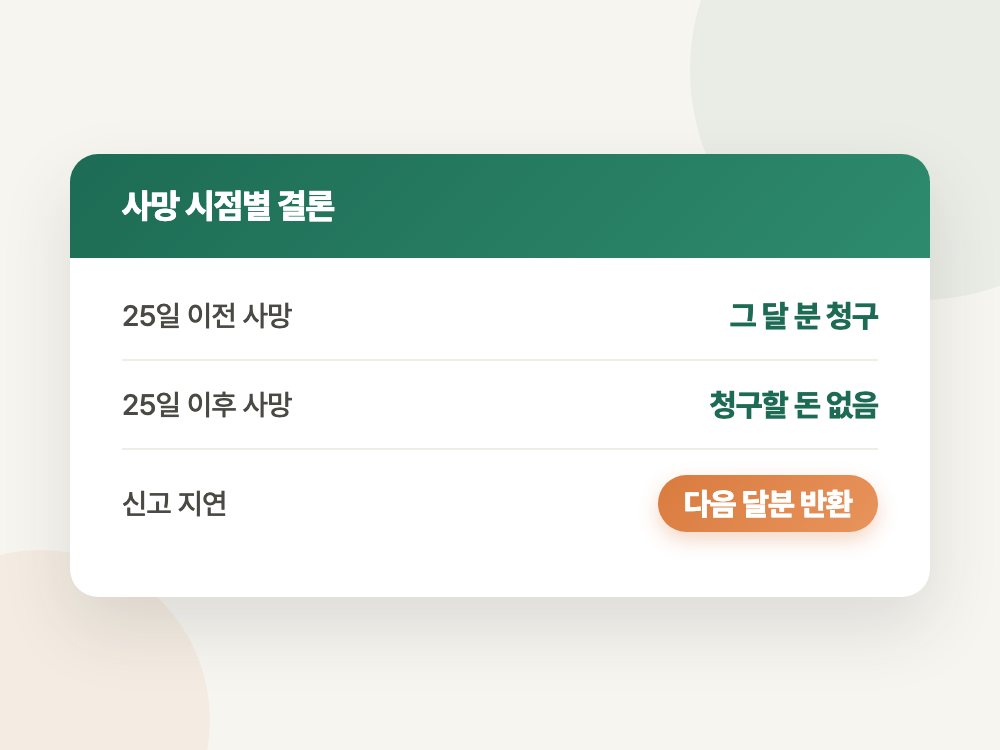 사망 시점별 결론
25일 이전 사망 그 달 분 청구
25일 이후 사망 청구할 돈 없음
신고 지연 다음 달분 반환